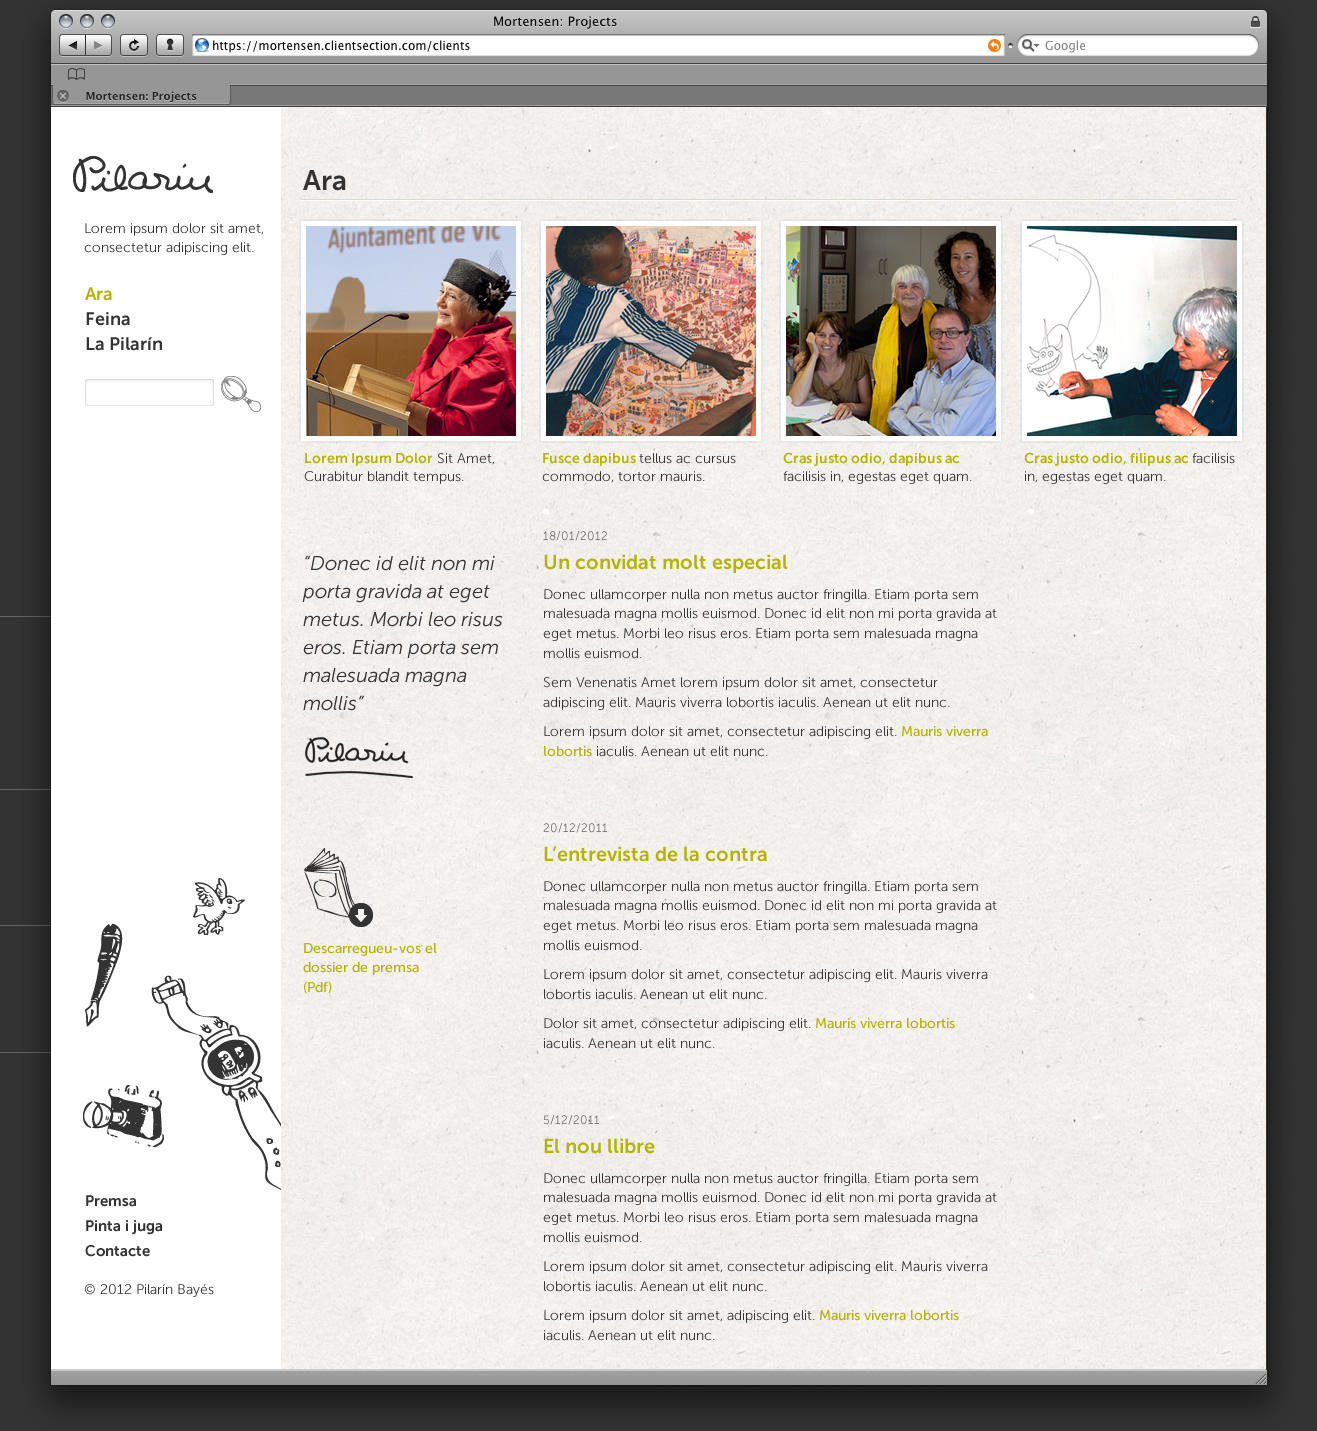 Mortensen: Projects
https://mortensen.clientsection.com/clients
Google
Mortensen: Projects
Pilarin
Lorem ipsum dolor sit amet,
consectetur adipiscing elit.
Ara
Feina
La Pilarín
Premsa
Pinta i juga
Contacte
© 2012 Pilarín Bayés
Ara
Ajuntament de Vic
Lorem Ipsum Dolor Sit Amet,
Curabitur blandit tempus.
Fusce dapibus tellus ac cursus
commodo, tortor mauris.
Cras justo odio, dapibus ac
facilisis in, egestas eget quam.
Cras justo odio, filipus ac facilisis
in, egestas eget quam.
“Donec id elit non mi
porta gravida at eget
metus. Morbi leo risus
eros. Etiam porta sem
malesuada magna
mollis”
Pilarin
Descarregueu-vos el
dossier de premsa
(Pdf)
18/01/2012
Un convidat molt especial
Donec ullamcorper nulla non metus auctor fringilla. Etiam porta sem
malesuada magna mollis euismod. Donec id elit non mi porta gravida at
eget metus. Morbi leo risus eros. Etiam porta sem malesuada magna
mollis euismod.
Sem Venenatis Amet lorem ipsum dolor sit amet, consectetur
adipiscing elit. Mauris viverra lobortis iaculis. Aenean ut elit nunc.
Lorem ipsum dolor sit amet, consectetur adipiscing elit. Mauris viverra
lobortis iaculis. Aenean ut elit nunc.
20/12/2011
L’entrevista de la contra
Donec ullamcorper nulla non metus auctor fringilla. Etiam porta sem
malesuada magna mollis euismod. Donec id elit non mi porta gravida at
eget metus. Morbi leo risus eros. Etiam porta sem malesuada magna
mollis euismod.
Lorem ipsum dolor sit amet, consectetur adipiscing elit. Mauris viverra
lobortis iaculis. Aenean ut elit nunc.
Dolor sit amet, consectetur adipiscing elit. Mauris viverra lobortis
iaculis. Aenean ut elit nunc.
5/12/2011
El nou llibre
Donec ullamcorper nulla non metus auctor fringilla. Etiam porta sem
malesuada magna mollis euismod. Donec id elit non mi porta gravida at
eget metus. Morbi leo risus eros. Etiam porta sem malesuada magna
mollis euismod.
Lorem ipsum dolor sit amet, consectetur adipiscing elit. Mauris viverra
lobortis iaculis. Aenean ut elit nunc.
Lorem ipsum dolor sit amet, adipiscing elit. Mauris viverra lobortis
iaculis. Aenean ut elit nunc.